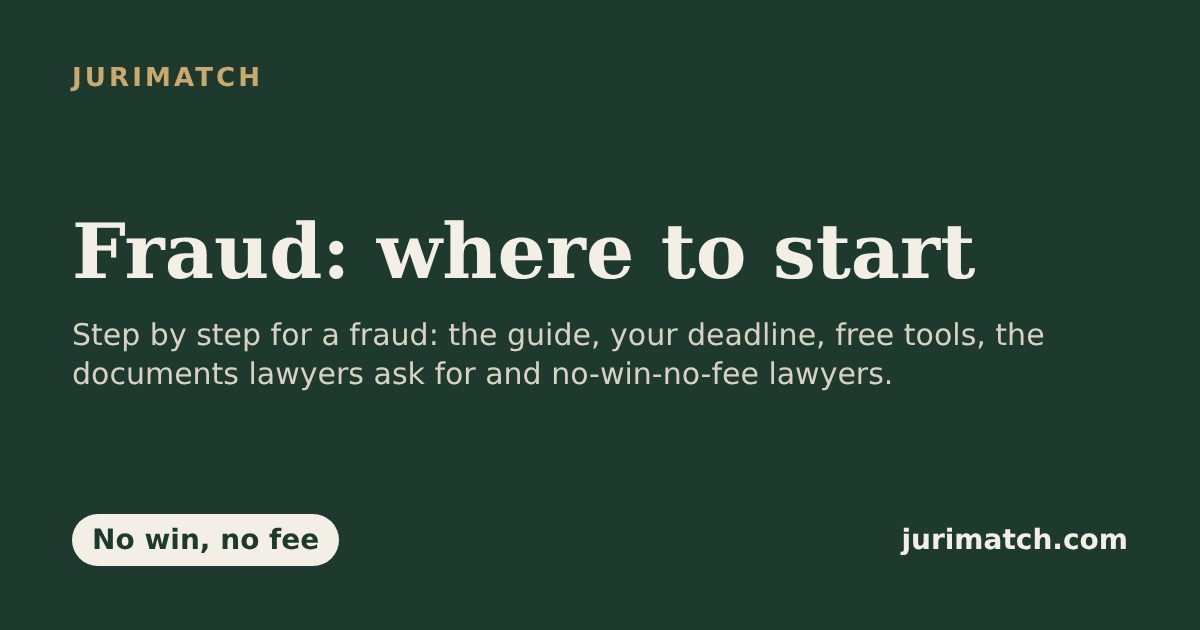 JURIMATCH
Fraud: where to start
Step by step for a fraud: the guide, your deadline, free tools, the
documents lawyers ask for and no-win-no-fee lawyers.
No win, no fee
jurimatch.com